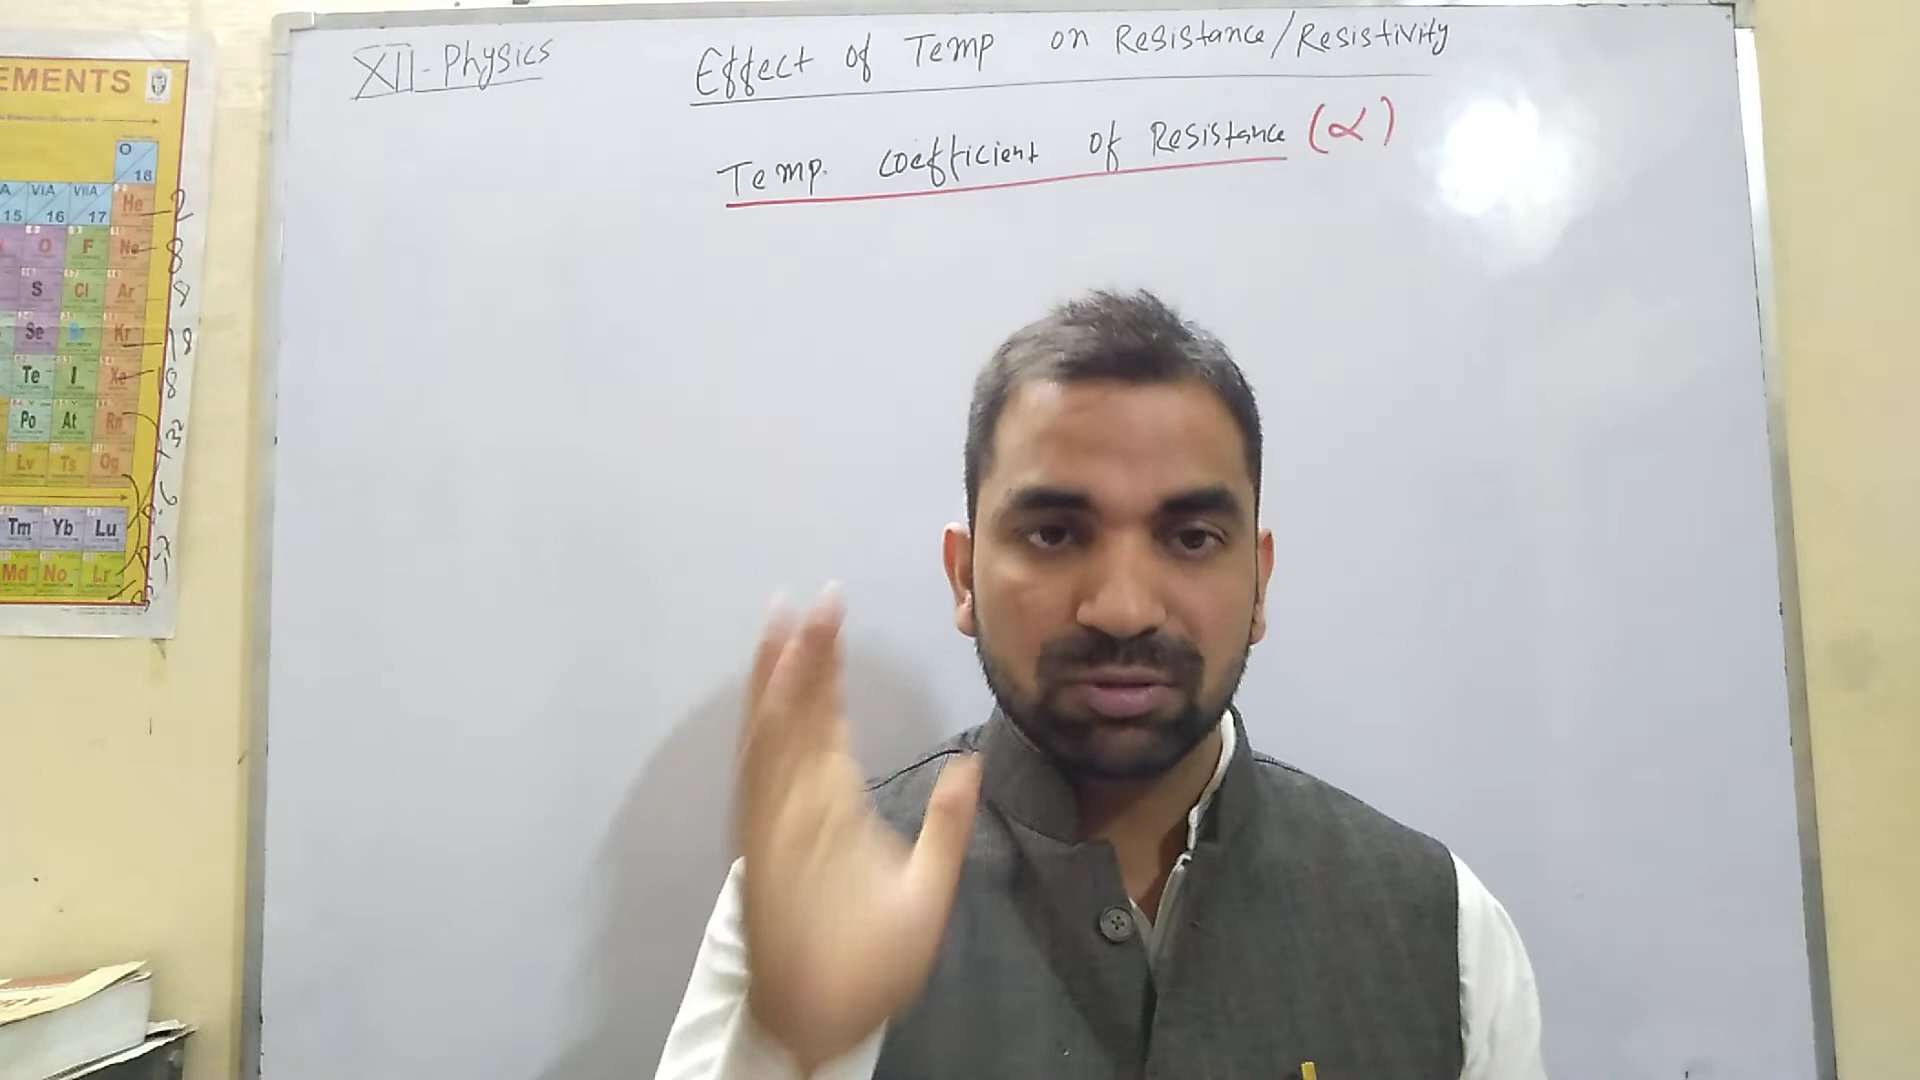 XII-Physics
Effect of Temp on Resistance/Resistivity
Temp. coefficient of Resistance (α)
EMENTS
O
18
A VIA VIIA
15 16 17
He 2
O F Ne 8
S Cl Ar 8
Se Br Kr 18
Te I Xe 18
Po At Rn
Lv Ts Og
Tm Yb Lu
Md No Lr